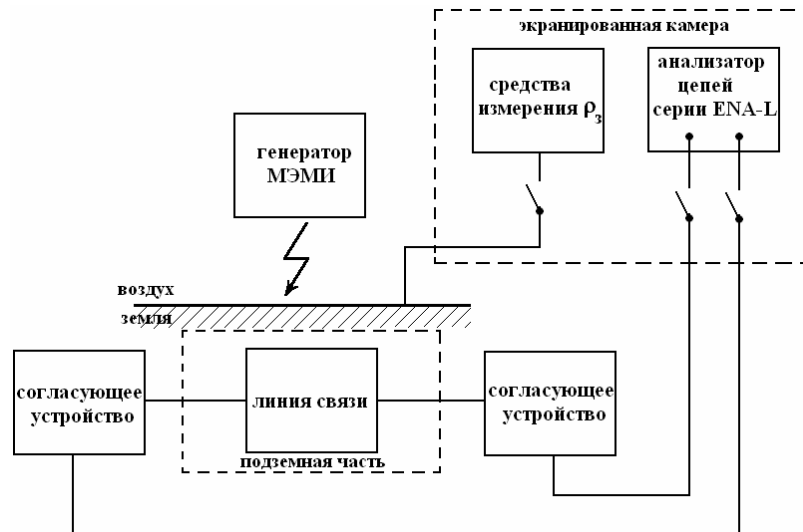 экранированная камера
средства
измерения ρз
анализатор
цепей
серии ENA-L
генератор
МЭМИ
воздух
земля
согласующее
устройство
линия связи
согласующее
устройство
подземная часть